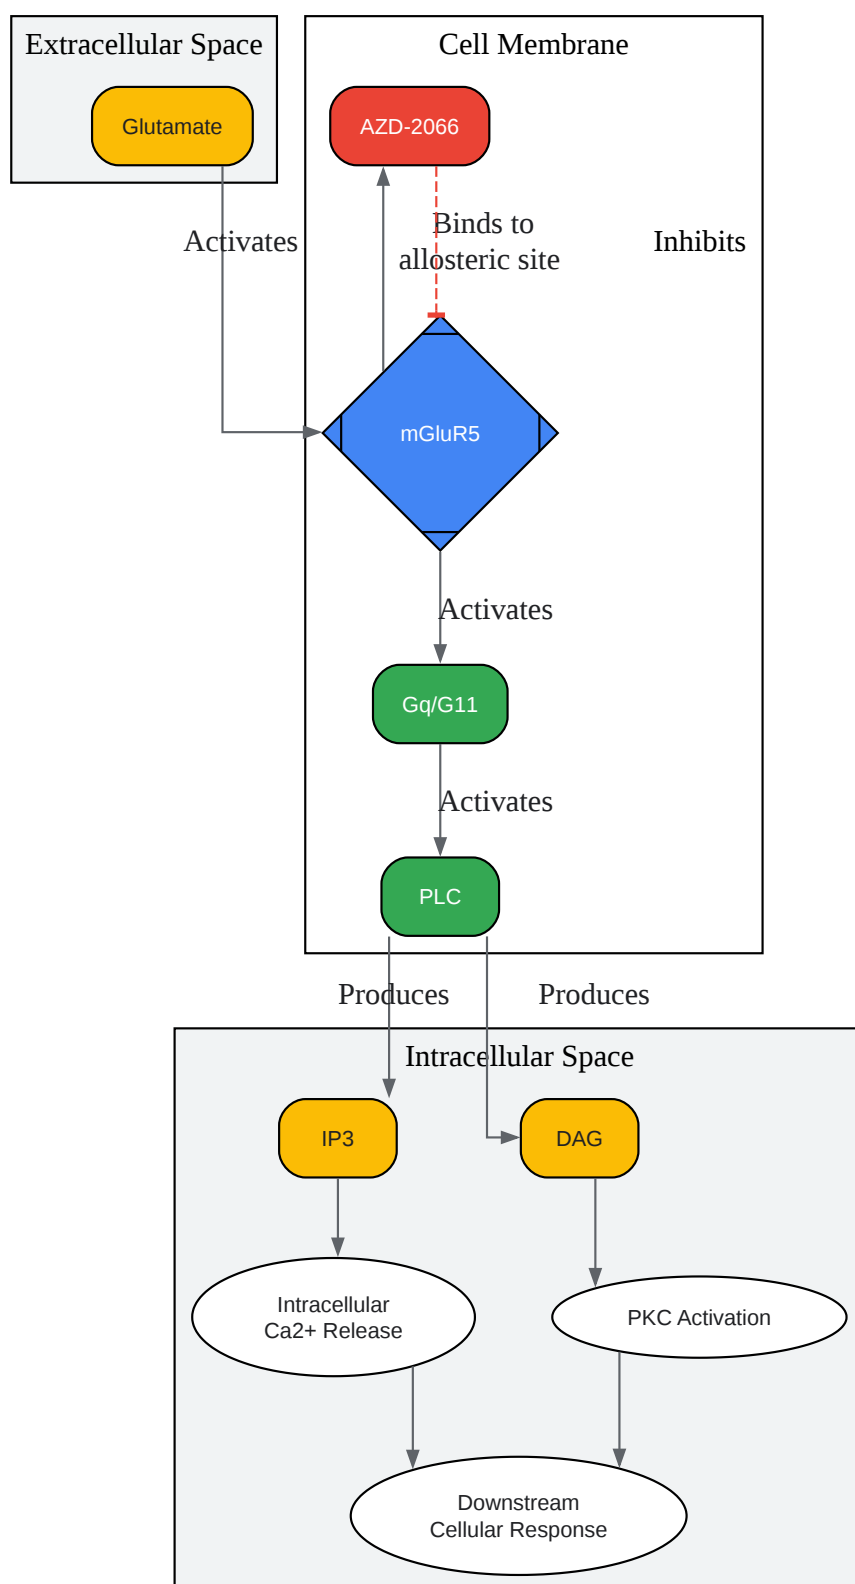 Extracellular Space
Cell Membrane
Glutamate
AZD-2066
Activates
Binds to
allosteric site
Inhibits
mGluR5
Activates
Gq/G11
Activates
PLC
Produces
Produces
Intracellular Space
IP3
DAG
Intracellular
Ca2+ Release
PKC Activation
Downstream
Cellular Response